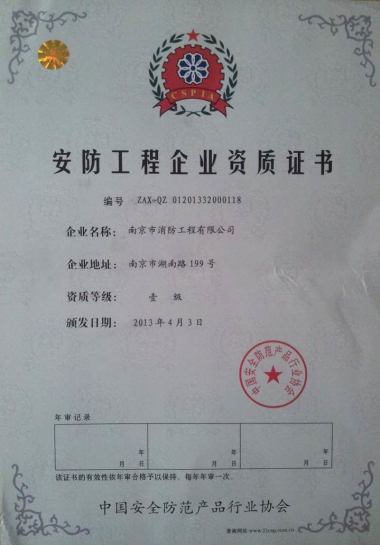 CSPIA
安防工程企业资质证书
编号 ZAX-QZ 01201332000118
企业名称： 南京市消防工程有限公司
企业地址： 南京市湖南路199号
资质等级： 壹 级
颁发日期： 2013年4月3日
中国安全防范产品行业协会
年审记录
年 年 年
月 日 月 日 月 日
该证书的有效性依年审合格予以保持，每年年审一次。
中国安全防范产品行业协会